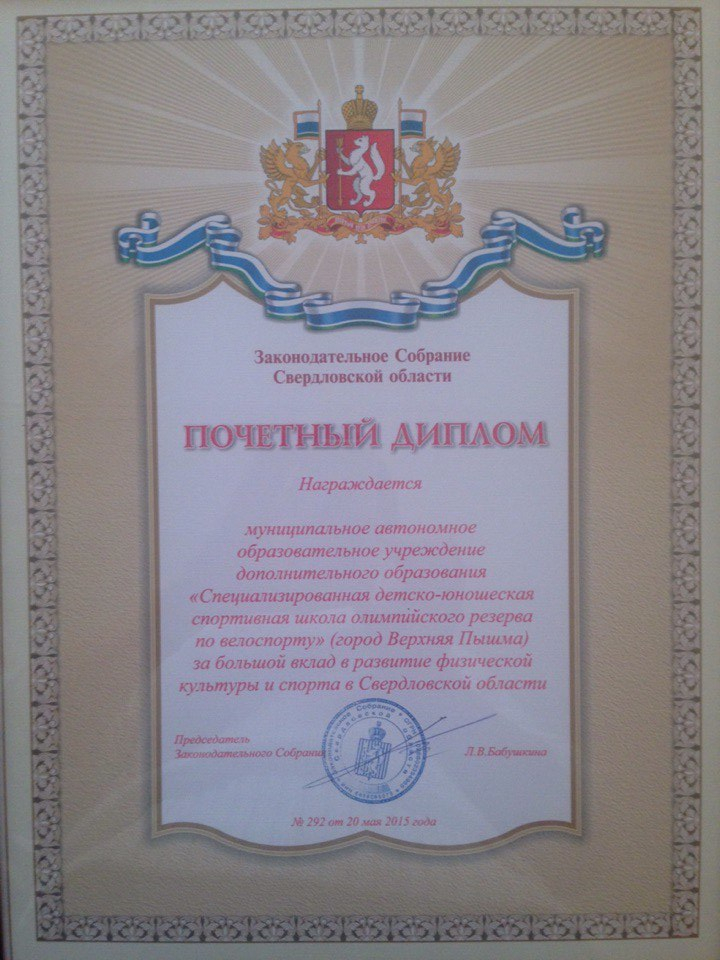 Законодательное Собрание
Свердловской области
ПОЧЕТНЫЙ ДИПЛОМ
Награждается
муниципальное автономное
образовательное учреждение
дополнительного образования
«Специализированная детско-юношеская
спортивная школа олимпийского резерва
по велоспорту» (город Верхняя Пышма)
за большой вклад в развитие физической
культуры и спорта в Свердловской области
Председатель
Законодательного Собрания
Л.В.Бабушкина
№ 292 от 20 мая 2015 года